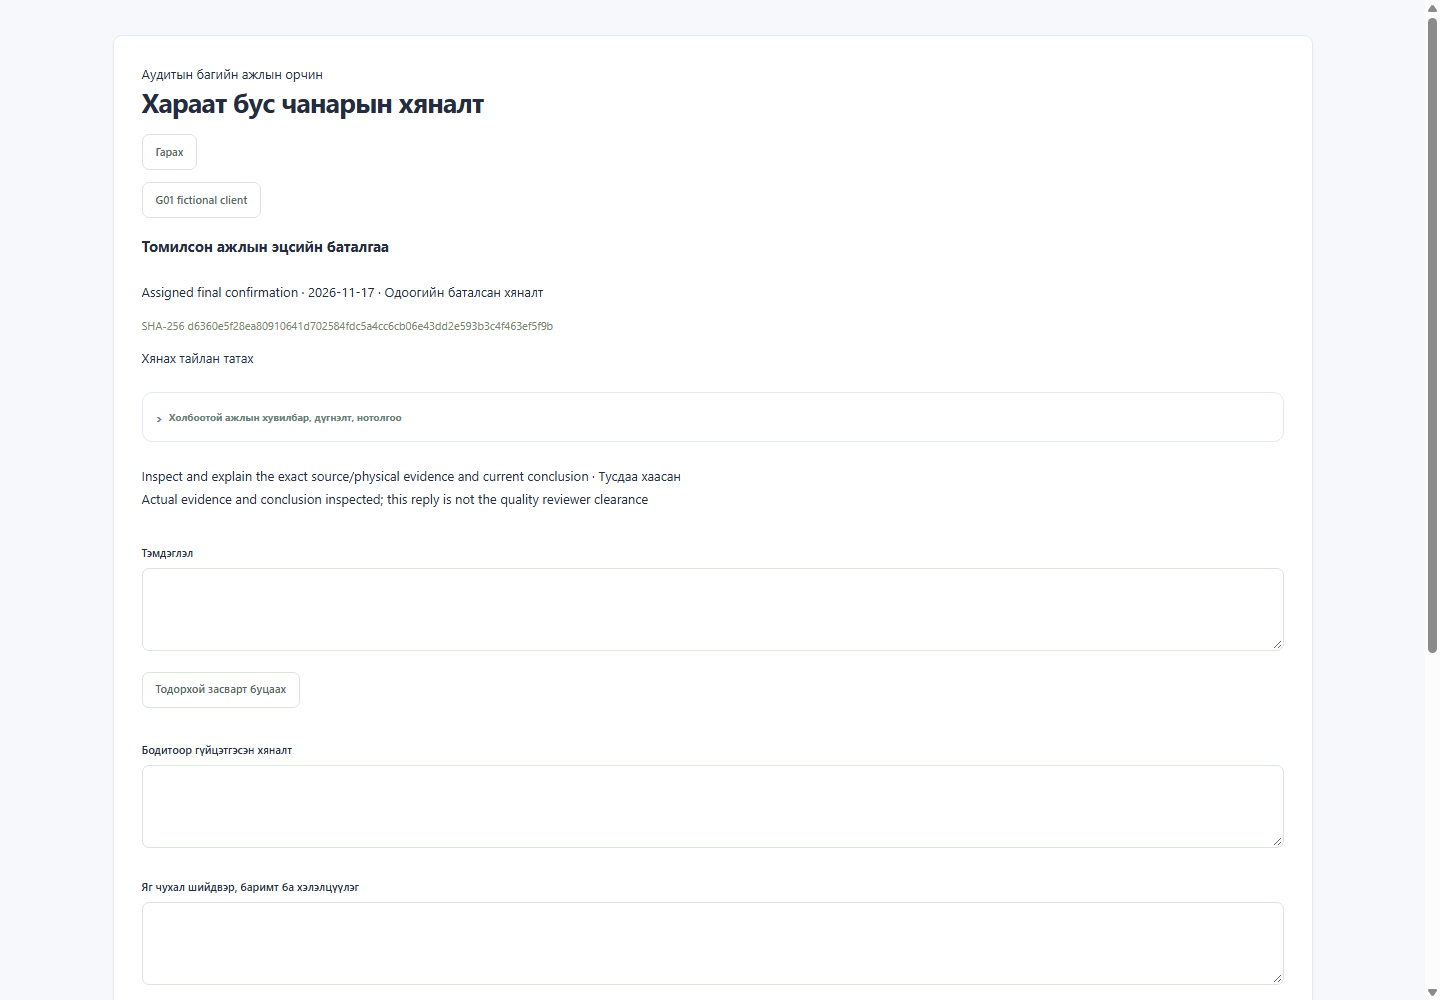 Аудитын багийн ажлын орчин
Хараат бус чанарын хяналт
Гарах
G01 fictional client
Томилсон ажлын эцсийн баталгаа
Assigned final confirmation · 2026-11-17 · Одоогийн баталсан хяналт
SHA-256 d6360e5f28ea80910641d702584fdc5a4cc6cb06e43dd2e593b3c4f463ef5f9b
Хянах тайлан татах
Холбоотой ажлын хувилбар, дүгнэлт, нотолгоо
Inspect and explain the exact source/physical evidence and current conclusion · Тусдаа хаасан
Actual evidence and conclusion inspected; this reply is not the quality reviewer clearance
Тэмдэглэл
Тодорхой засварт буцаах
Бодитоор гүйцэтгэсэн хяналт
Яг чухал шийдвэр, баримт ба хэлэлцүүлэг